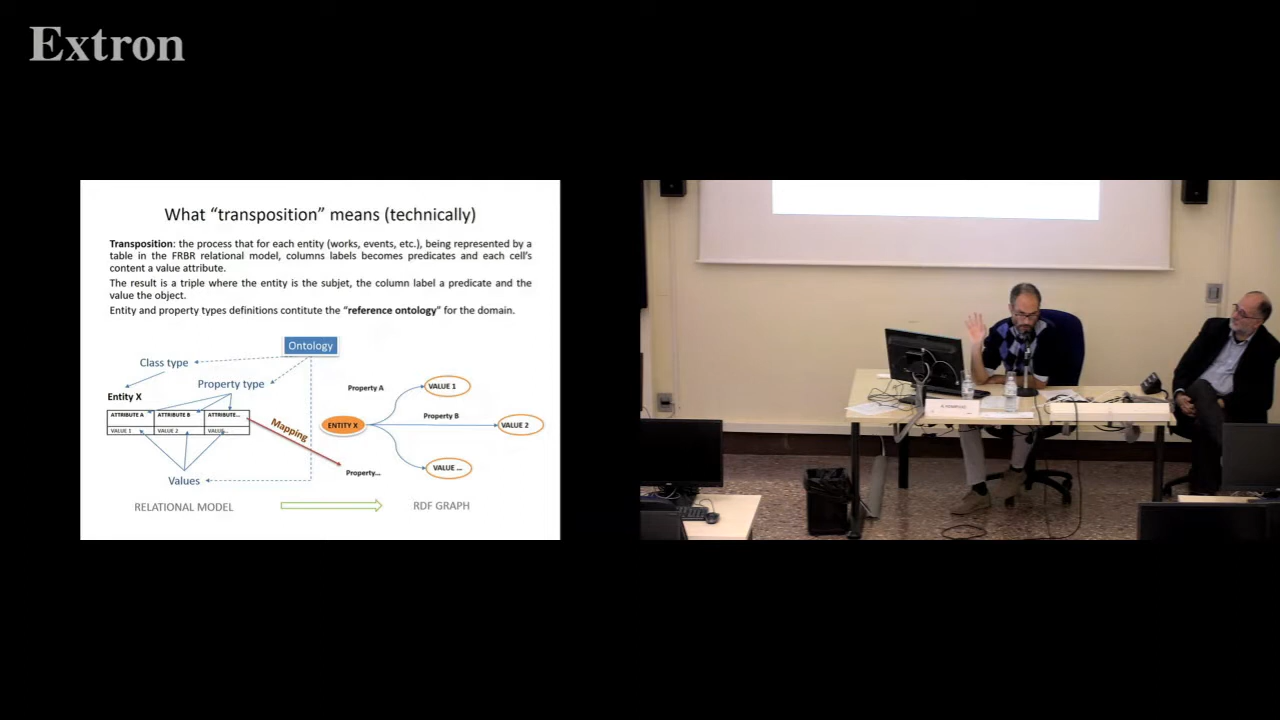 Extron
What “transposition” means (technically)
Transposition: the process that for each entity (works, events, etc.), being represented by a
table in the FRBR relational model, columns labels becomes predicates and each cell's
content a value attribute.
The result is a triple where the entity is the subjet, the column label a predicate and the
value the object.
Entity and property types definitions contitute the “reference ontology” for the domain.
Ontology
Class type
Property type
Entity X
ATTRIBUTE A ATTRIBUTE B ATTRIBUTE...
VALUE 1 VALUE 2 VALUE...
Values
Mapping
Property A
VALUE 1
ENTITY X
Property B
VALUE 2
VALUE ...
Property...
RELATIONAL MODEL
RDF GRAPH